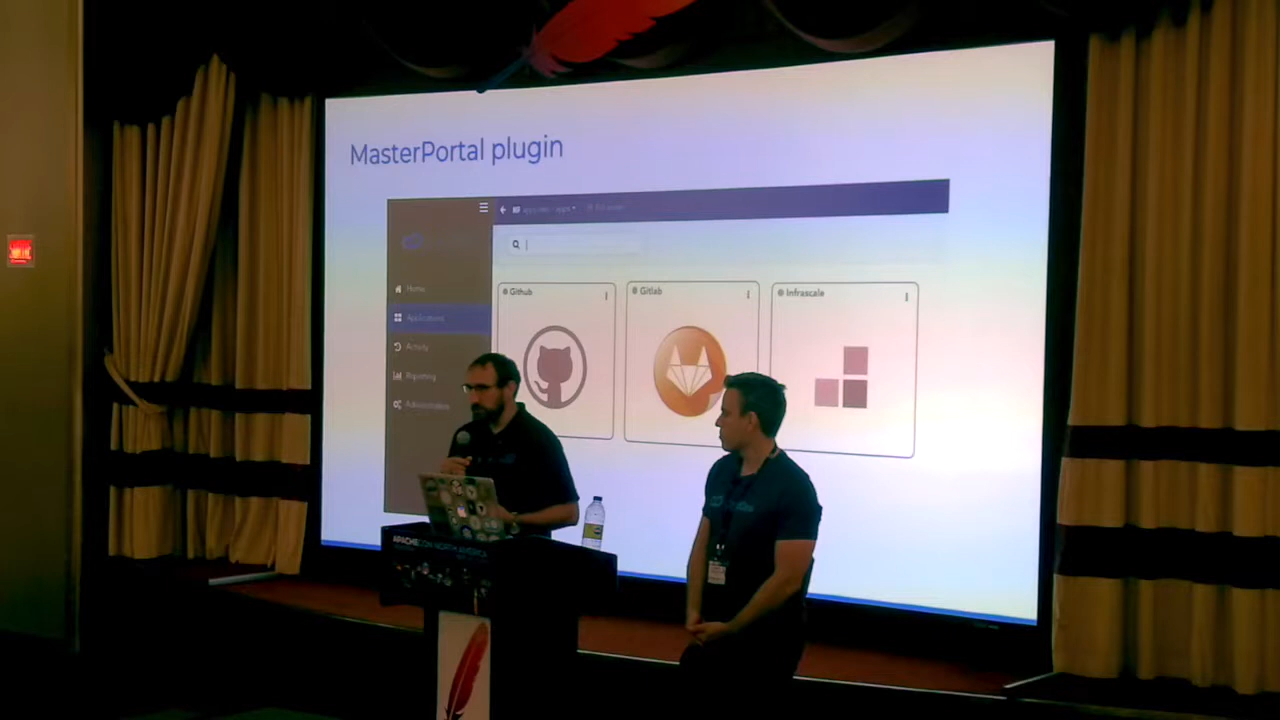 MasterPortal plugin
Home
Applications
Activity
Reporting
Administration
Github
Gitlab
Infrascale
APACHECON NORTH AMERICA